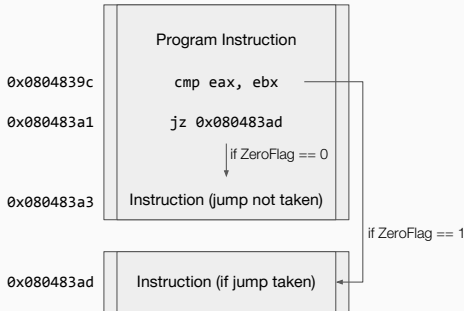 Program Instruction
0x0804839c cmp eax, ebx
0x080483a1 jz 0x080483ad
if ZeroFlag == 0
0x080483a3 Instruction (jump not taken)
if ZeroFlag == 1
0x080483ad Instruction (if jump taken)